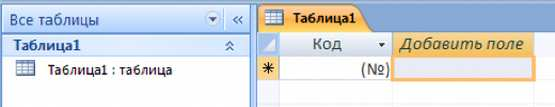 Все таблицы
Таблица1
Таблица1 : таблица
Таблица1
Код Добавить поле
(№)